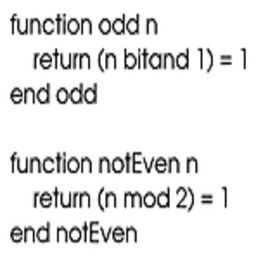 function odd n
return (n bitand 1) = 1
end odd
function notEven n
return (n mod 2) = 1
end notEven